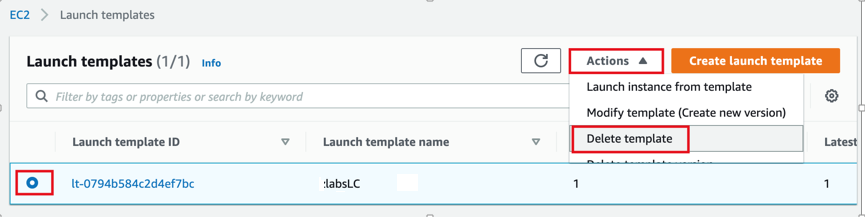 EC2 > Launch templates
Launch templates (1/1) Info
Actions ▲
Create launch template
Filter by tags or properties or search by keyword
Launch instance from template
Modify template (Create new version)
Delete template
Delete template version
Launch template ID
Launch template name
Latest
lt-0794b584c2d4ef7bc
:labsLC
1
1